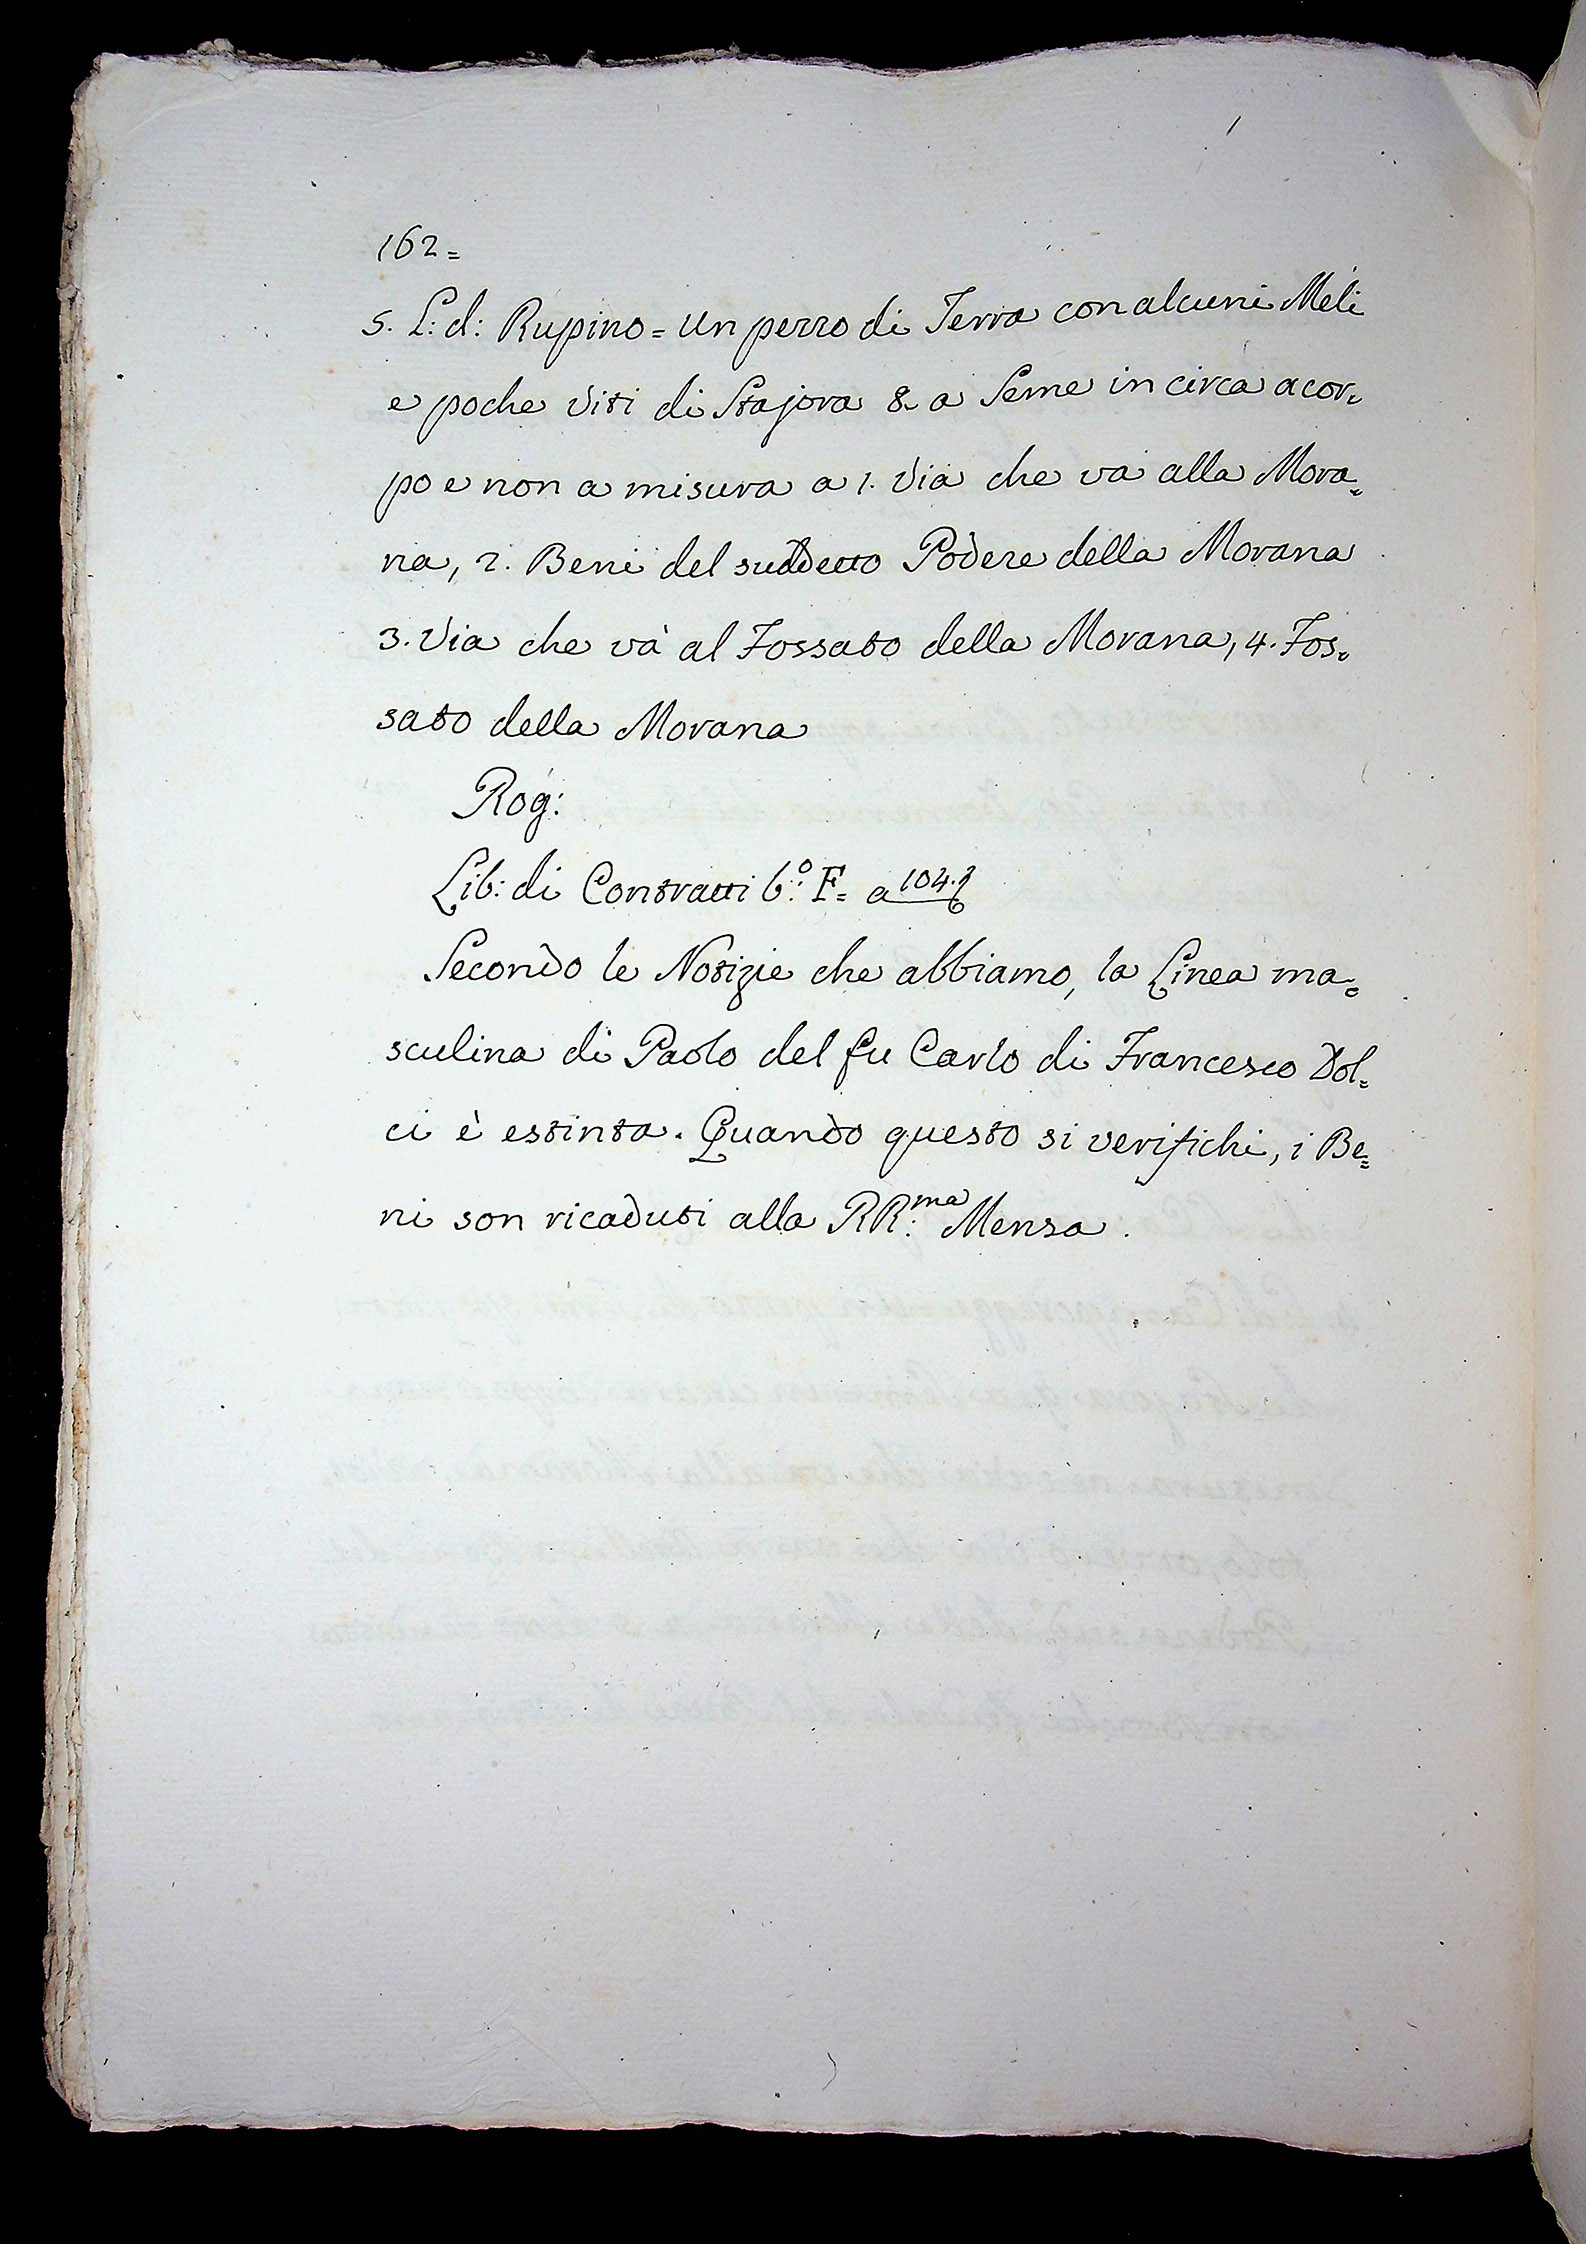 162=
5. L: d: Rupino = Un pezzo di Terra con alcuni Meli
e poche Viti di Stajora 8. a Seme in circa a cor=
po e non a misura a 1. Via che va alla Mora=
na, 2. Beni del suddetto Podere della Morana
3. Via che và al Fossato della Morana, 4. Fos=
sato della Morana
Rog:
Lib: di Contratti 6.º F= a 104.
Secondo le Notizie che abbiamo, la Linea ma=
sculina di Paolo del fu Carlo di Francesco Dol=
ci è estinta. Quando questo si verifichi, i Be=
ni son ricaduti alla RR:ma Mensa.